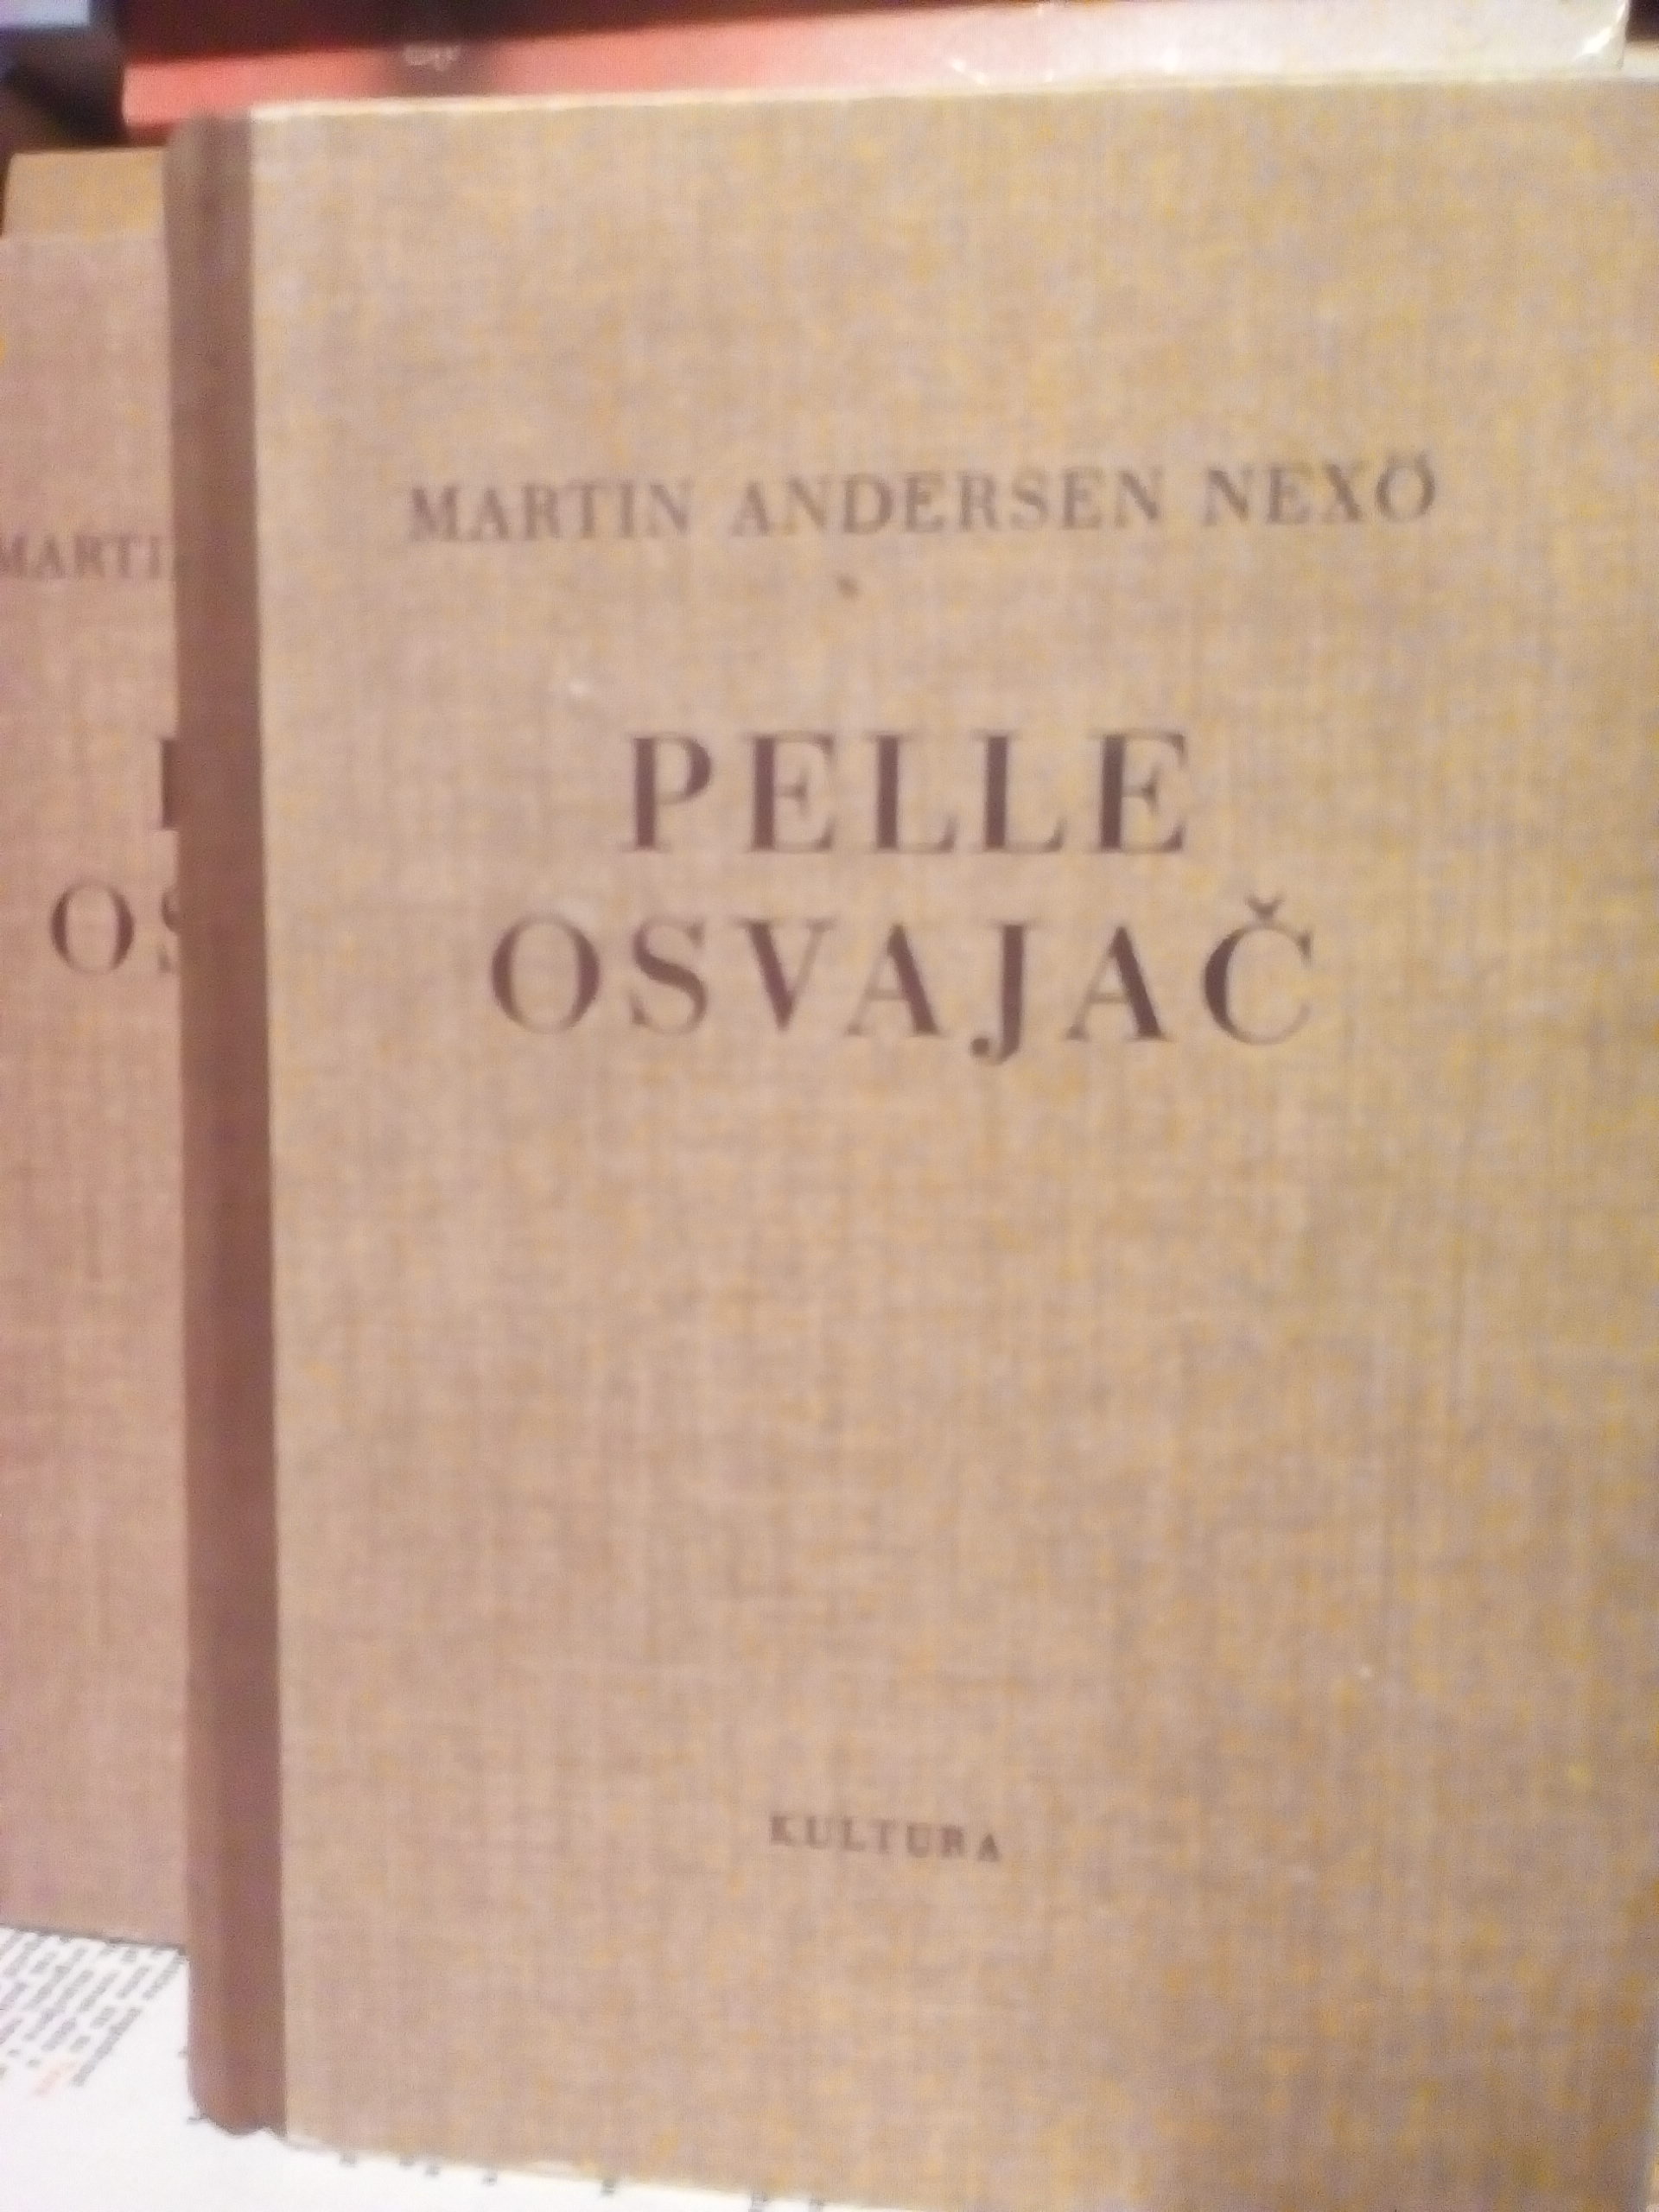 MARTIN ANDERSEN NEXÖ
PELLE
OSVAJAČ
KULTURA
MARTI
OS